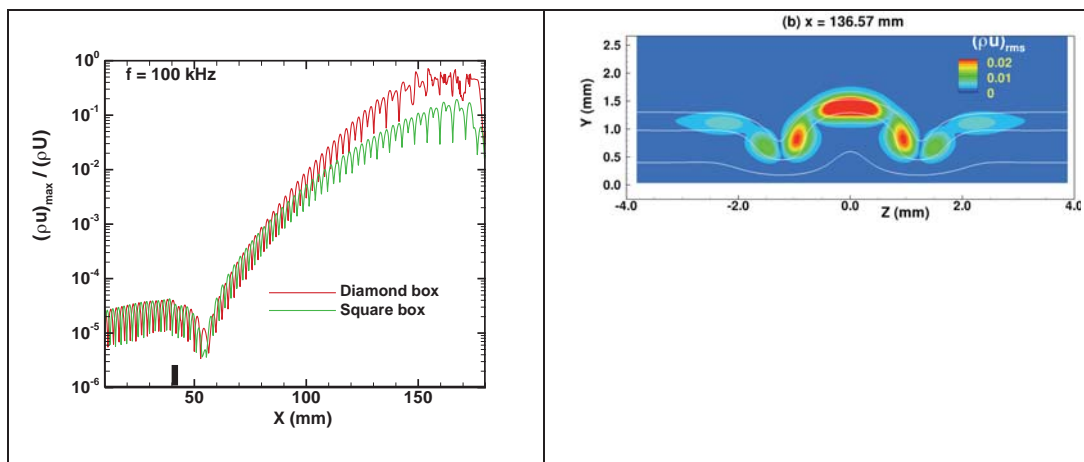 f = 100 kHz
10⁰
10⁻¹
10⁻²
10⁻³
10⁻⁴
10⁻⁵
10⁻⁶
(ρu)max / (ρU)
Diamond box
Square box
50
100
150
X (mm)
(b) x = 136.57 mm
(ρu)rms
0.02
0.01
0
2.5
2.0
1.5
1.0
0.5
0.0
Y (mm)
-4.0
-2.0
0.0
2.0
4.0
Z (mm)